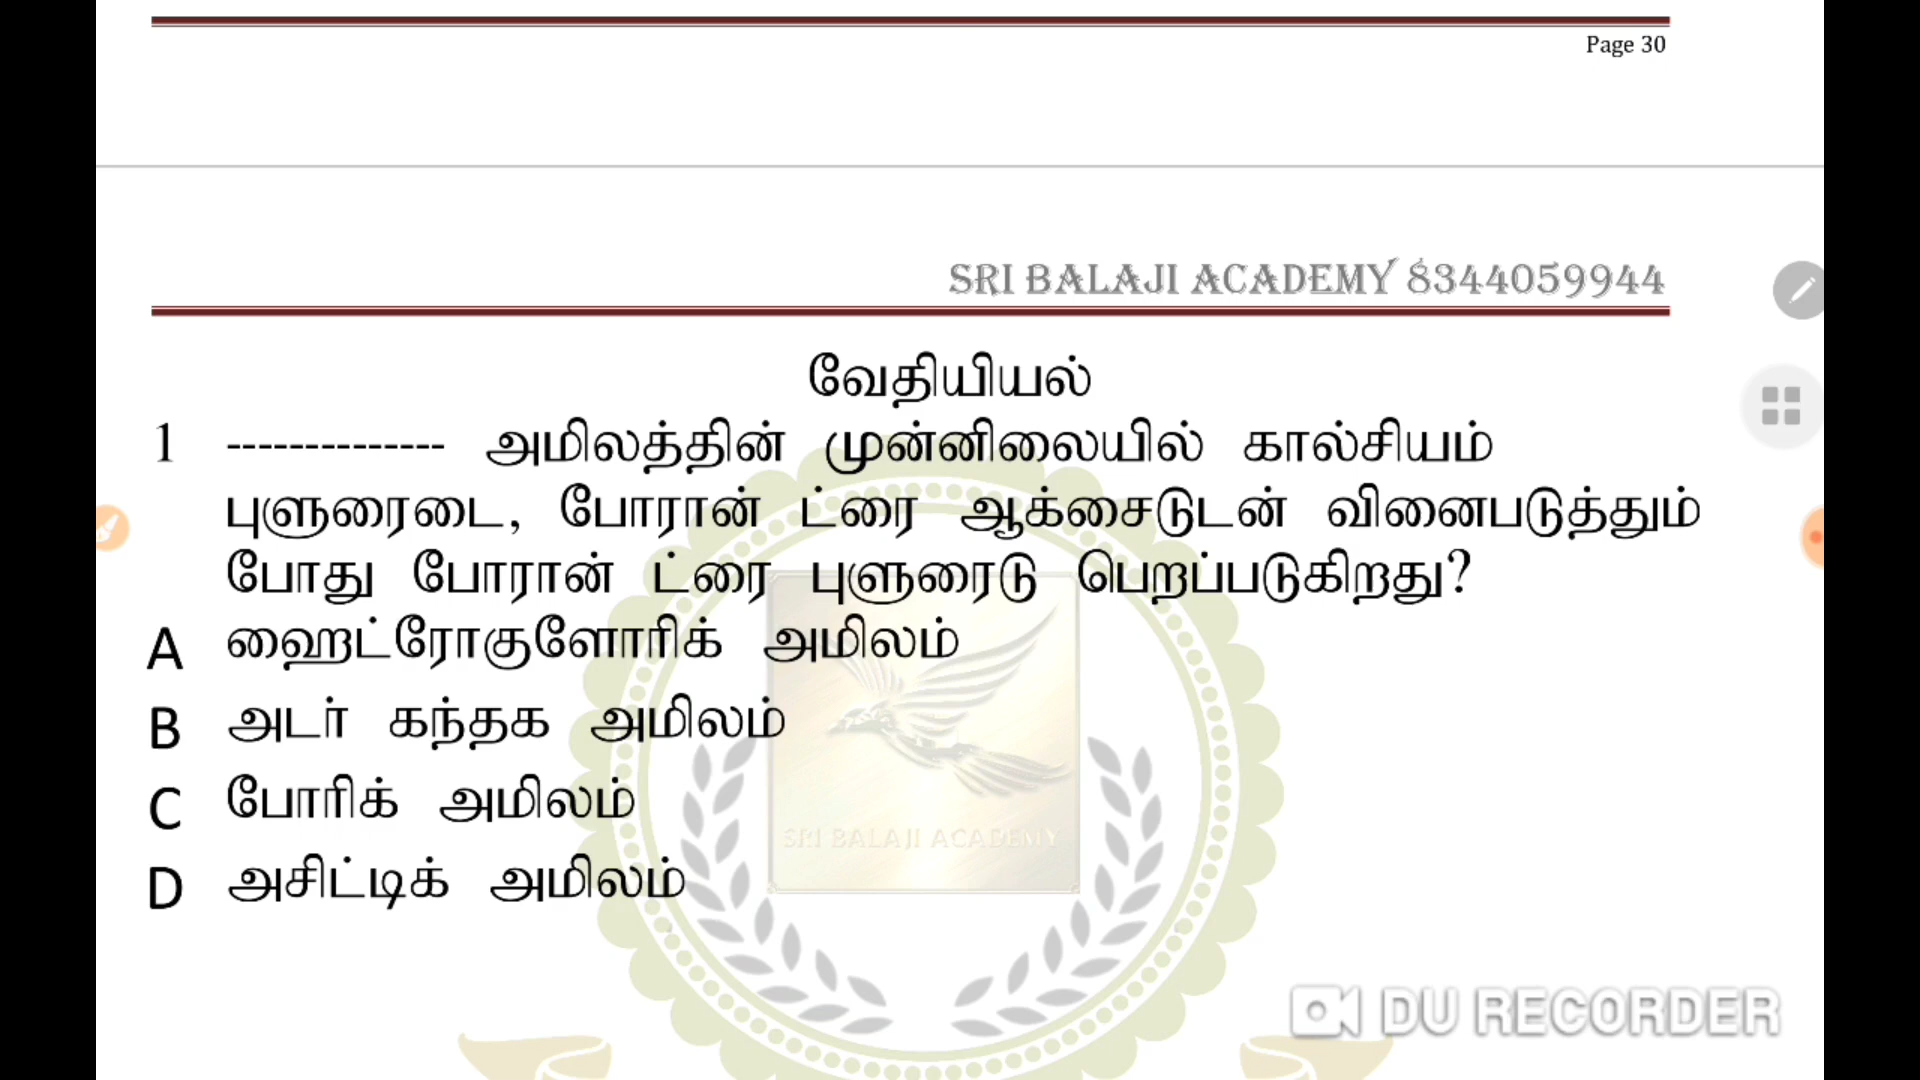 Page 30
SRI BALAJI ACADEMY 8344059944
வேதியியல்
1 -------------- அமிலத்தின் முன்னிலையில் கால்சியம்
புளுரைடை, போரான் ட்ரை ஆக்சைடுடன் வினைபடுத்தும்
போது போரான் ட்ரை புளுரைடு பெறப்படுகிறது?
A ஹைட்ரோகுளோரிக் அமிலம்
B அடர் கந்தக அமிலம்
C போரிக் அமிலம்
SRI BALAJI ACADEMY
D அசிட்டிக் அமிலம்
DU RECORDER